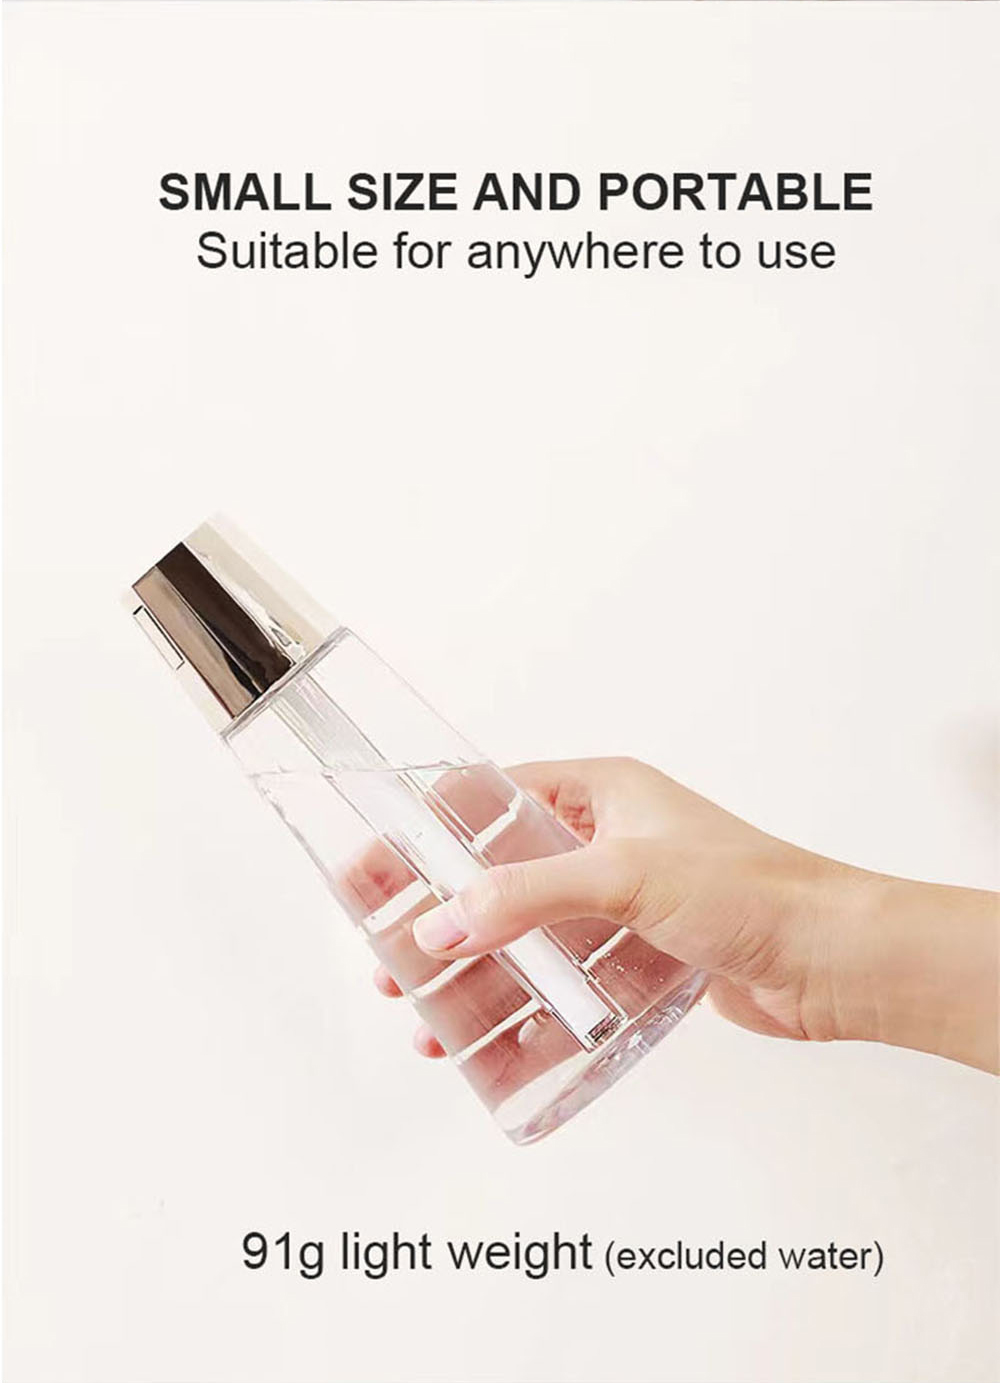 SMALL SIZE AND PORTABLE
Suitable for anywhere to use
91g light weight (excluded water)